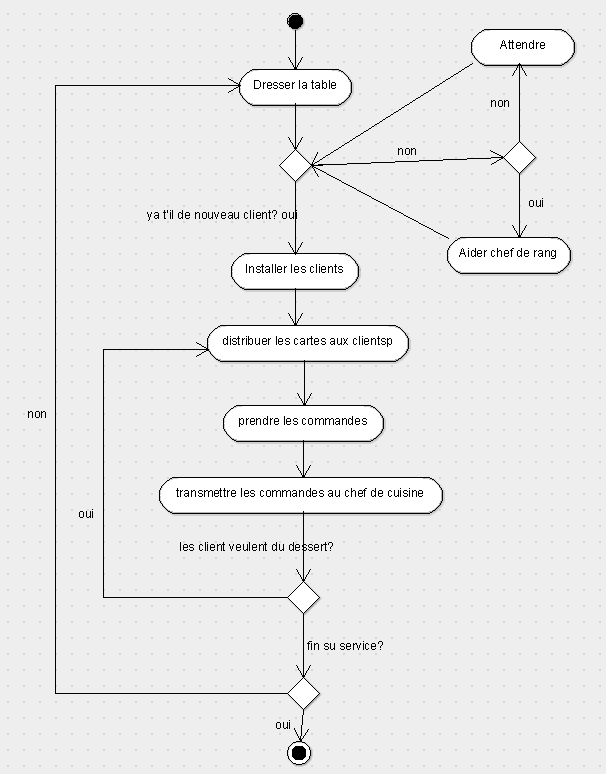 Attendre
Dresser la table
non
non
ya t'il de nouveau client? oui
oui
Aider chef de rang
Installer les clients
distribuer les cartes aux clientsp
prendre les commandes
non
transmettre les commandes au chef de cuisine
oui
les client veulent du dessert?
fin su service?
oui